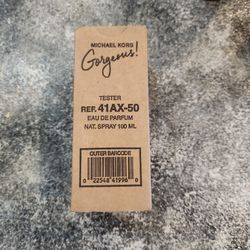 MICHAEL KORS
Gorgeous!
TESTER
REF. 41AX-50
EAU DE PARFUM
NAT. SPRAY 100 ML
OUTER BARCODE
0 22548 41996 0